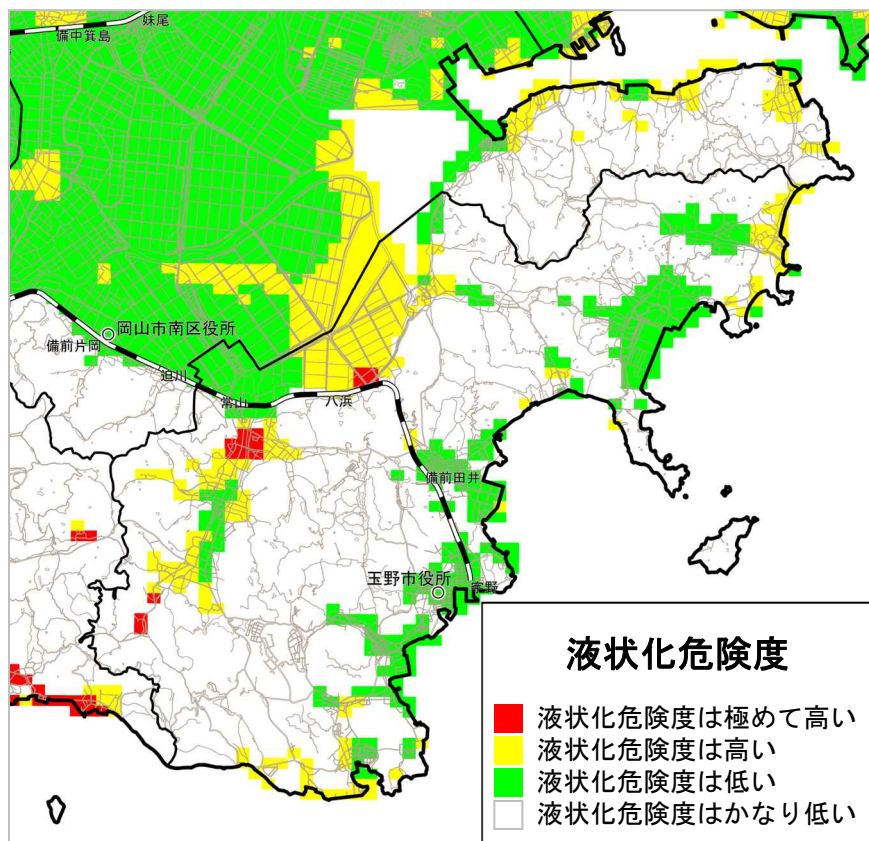 妹尾
備中箕島
岡山市南区役所
備前片岡
迫川
常山
八浜
備前田井
玉野市役所
宇野
液状化危険度
液状化危険度は極めて高い
液状化危険度は高い
液状化危険度は低い
液状化危険度はかなり低い